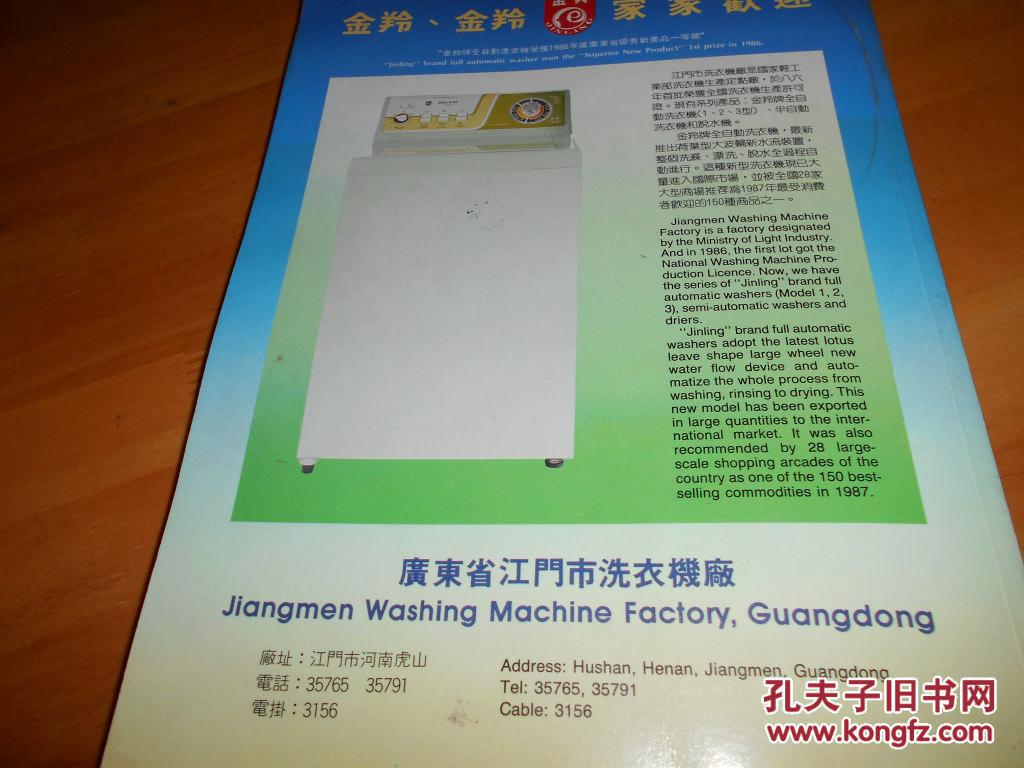 金羚、金羚
家家歡迎
金羚
JINLING
"金羚牌全自動洗衣機榮獲1986年度廣東省優秀新產品一等獎"
"Jinling" brand full automatic washer won the "Superior New Product" 1st prize in 1986.
江門市洗衣機廠是國家輕工
業部洗衣機生產定點廠，於八六
年首批榮獲全國洗衣機生產許可
證。現有系列產品：金羚牌全自
動洗衣機（1、2、3型）、半自動
洗衣機和脫水機。
金羚牌全自動洗衣機，最新
推出荷葉型大波輪新水流裝置，
整個洗滌、漂洗、脫水全過程自
動進行。這種新型洗衣機現已大
量進入國際市場，並被全國28家
大型商場推荐為1987年最受消費
者歡迎的150種商品之一。
Jiangmen Washing Machine
Factory is a factory designated
by the Ministry of Light Industry.
And in 1986, the first lot got the
National Washing Machine Pro-
duction Licence. Now, we have
the series of "Jinling" brand full
automatic washers (Model 1, 2,
3), semi-automatic washers and
driers.
"Jinling" brand full automatic
washers adopt the latest lotus
leave shape large wheel new
water flow device and auto-
matize the whole process from
washing, rinsing to drying. This
new model has been exported
in large quantities to the inter-
national market. It was also
recommended by 28 large-
scale shopping arcades of the
country as one of the 150 best-
selling commodities in 1987.
廣東省江門市洗衣機廠
Jiangmen Washing Machine Factory, Guangdong
廠址：江門市河南虎山
電話：35765 35791
電掛：3156
Address: Hushan, Henan, Jiangmen, Guangdong
Tel: 35765, 35791
Cable: 3156
孔夫子旧书网
www.kongfz.com